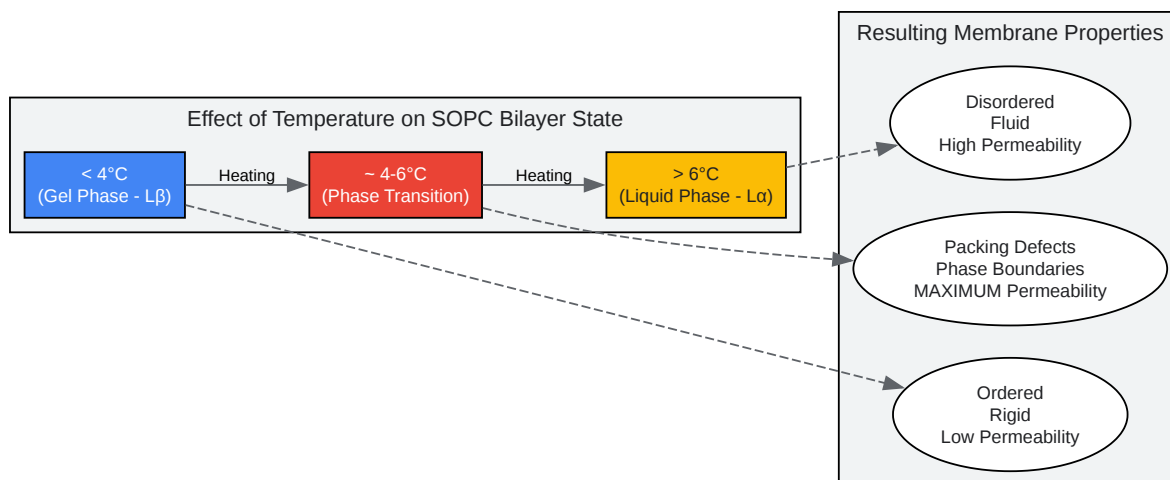 Resulting Membrane Properties
Effect of Temperature on SOPC Bilayer State
< 4°C
(Gel Phase - Lβ)
Heating
~ 4-6°C
(Phase Transition)
Heating
> 6°C
(Liquid Phase - Lα)
Disordered
Fluid
High Permeability
Packing Defects
Phase Boundaries
MAXIMUM Permeability
Ordered
Rigid
Low Permeability